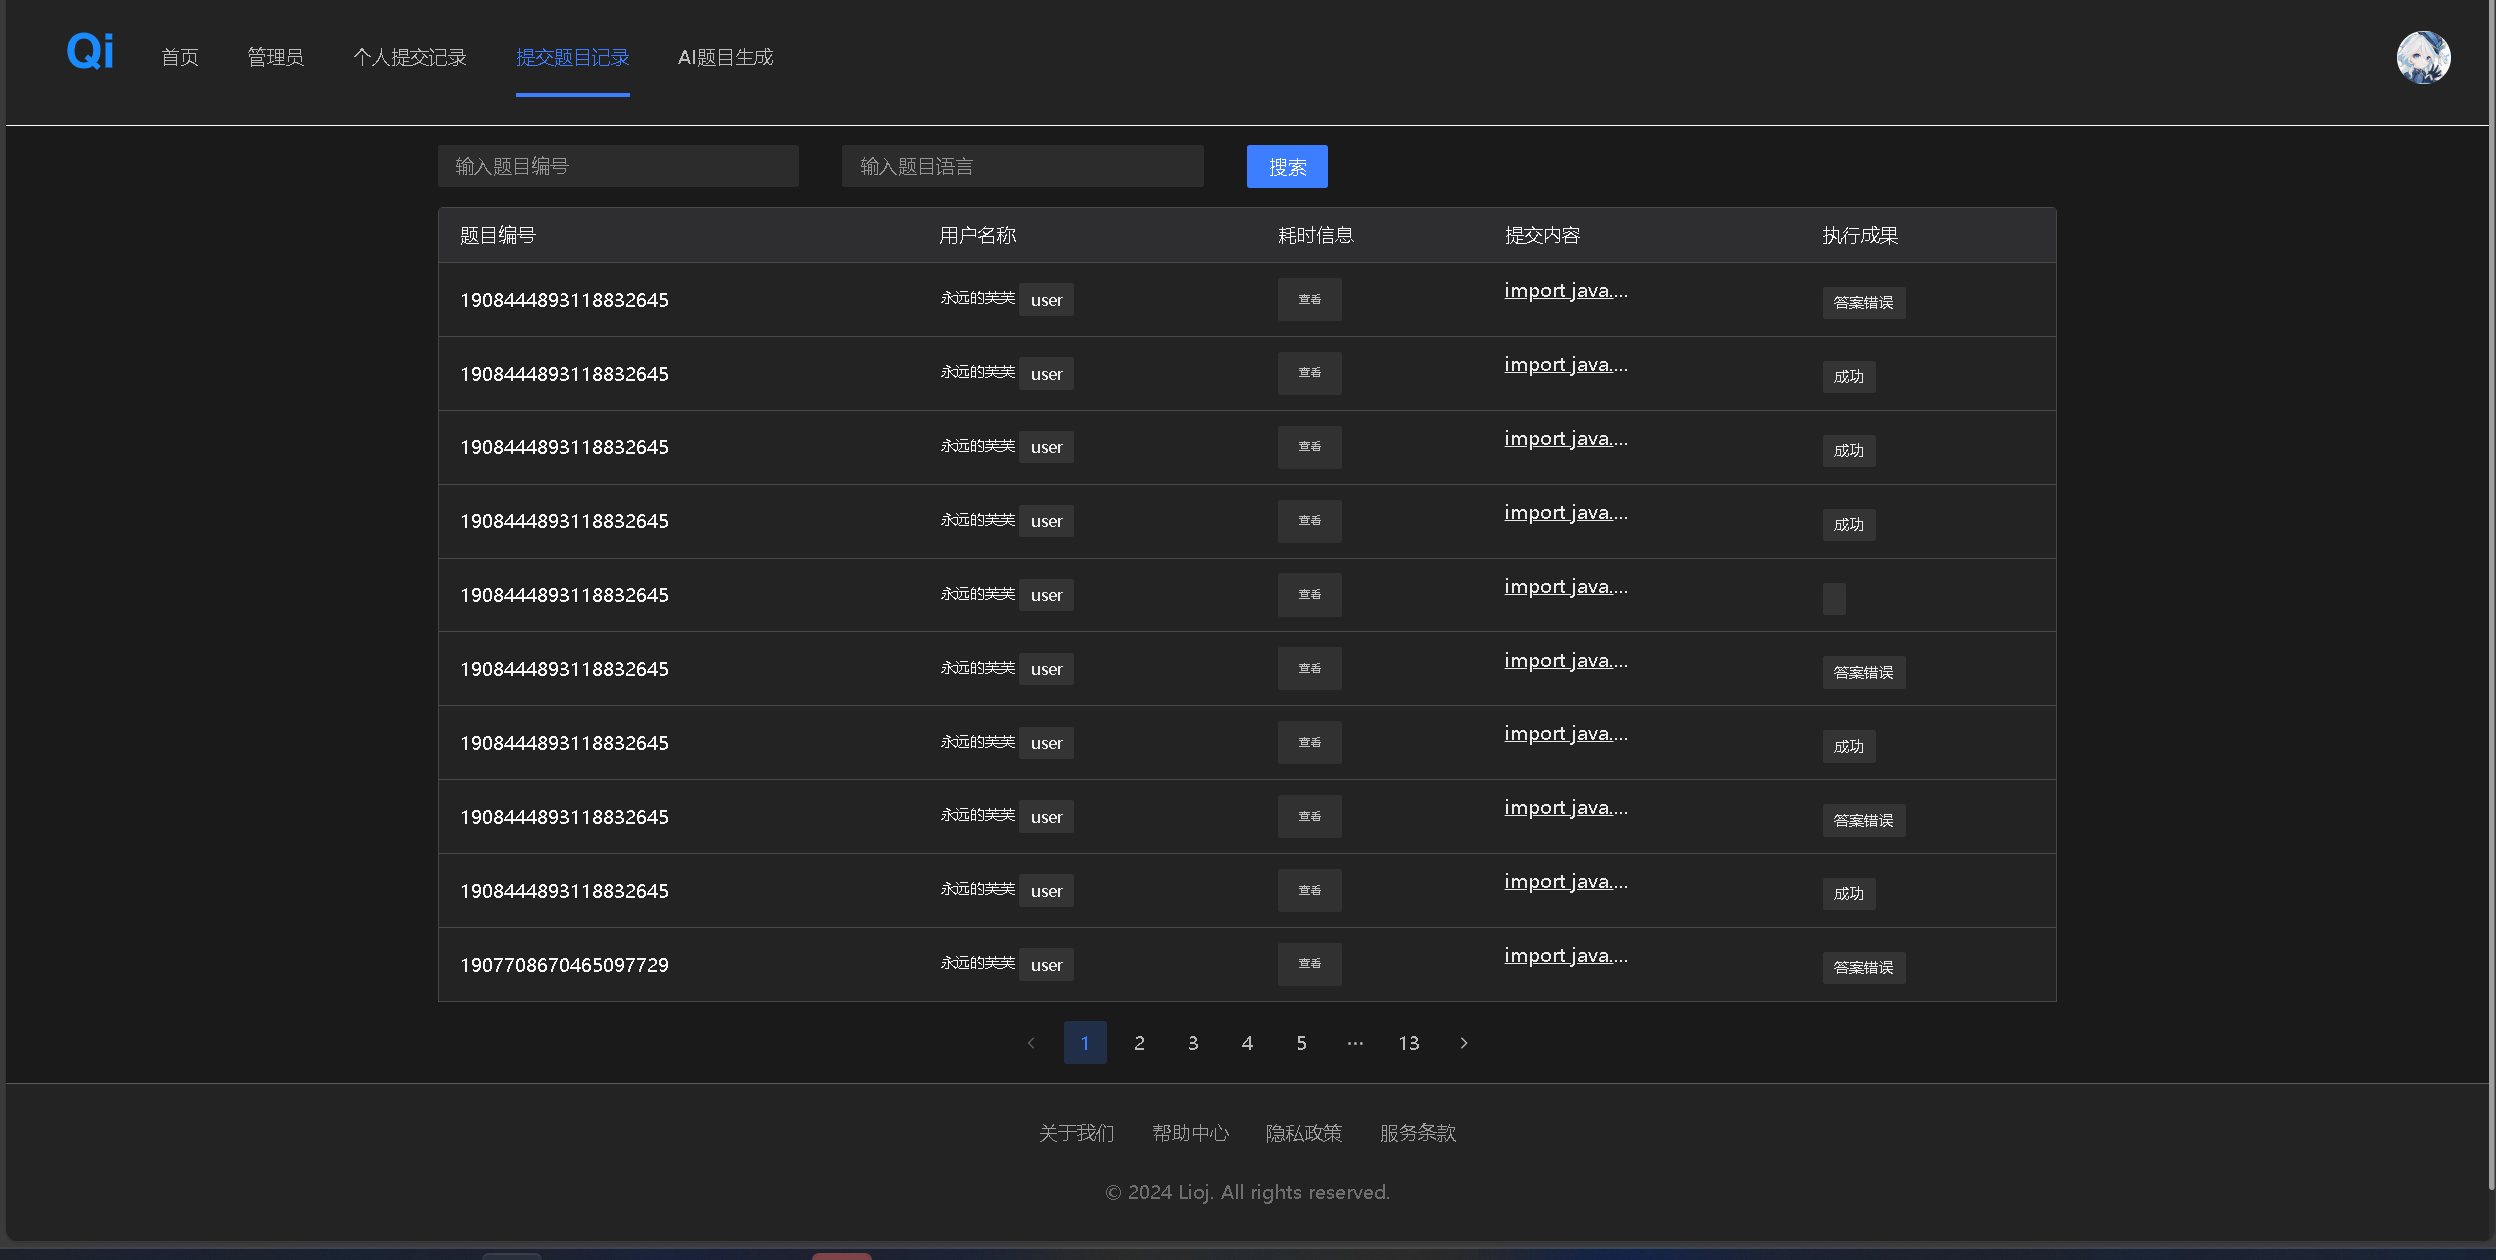 Qi 首页 管理员 个人提交记录 提交题目记录 AI题目生成
输入题目编号 输入题目语言 搜索
题目编号 用户名称 耗时信息 提交内容 执行成果
1908444893118832645 永远的芙芙 user 查看 import java.... 答案错误
1908444893118832645 永远的芙芙 user 查看 import java.... 成功
1908444893118832645 永远的芙芙 user 查看 import java.... 成功
1908444893118832645 永远的芙芙 user 查看 import java.... 成功
1908444893118832645 永远的芙芙 user 查看 import java....
1908444893118832645 永远的芙芙 user 查看 import java.... 答案错误
1908444893118832645 永远的芙芙 user 查看 import java.... 成功
1908444893118832645 永远的芙芙 user 查看 import java.... 答案错误
1908444893118832645 永远的芙芙 user 查看 import java.... 成功
1907708670465097729 永远的芙芙 user 查看 import java.... 答案错误
1 2 3 4 5 ... 13
关于我们 帮助中心 隐私政策 服务条款
© 2024 Lioj. All rights reserved.